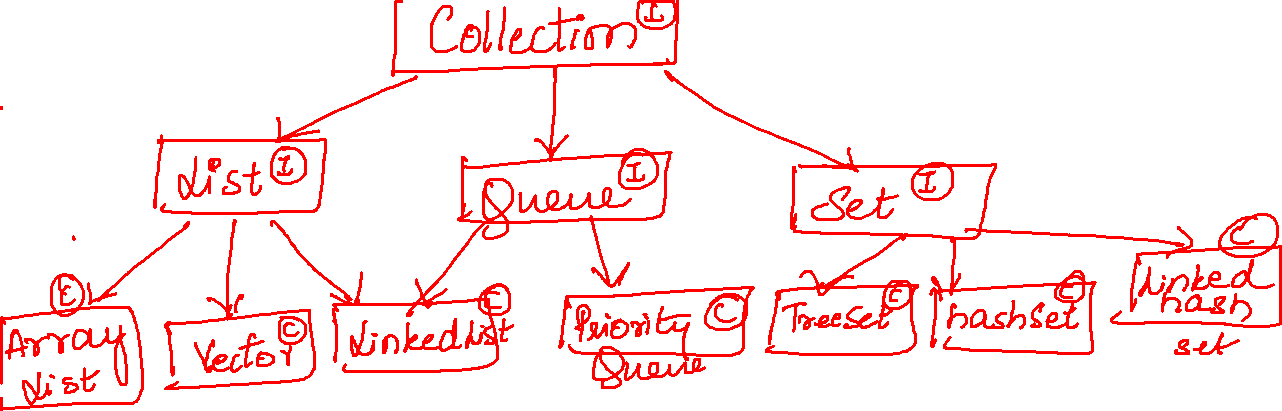 Collection I
List I
Queue I
Set I
Array
List C
Vector C
LinkedList C
Priority
Queue C
TreeSet C
hashSet C
Linked
hash
set C